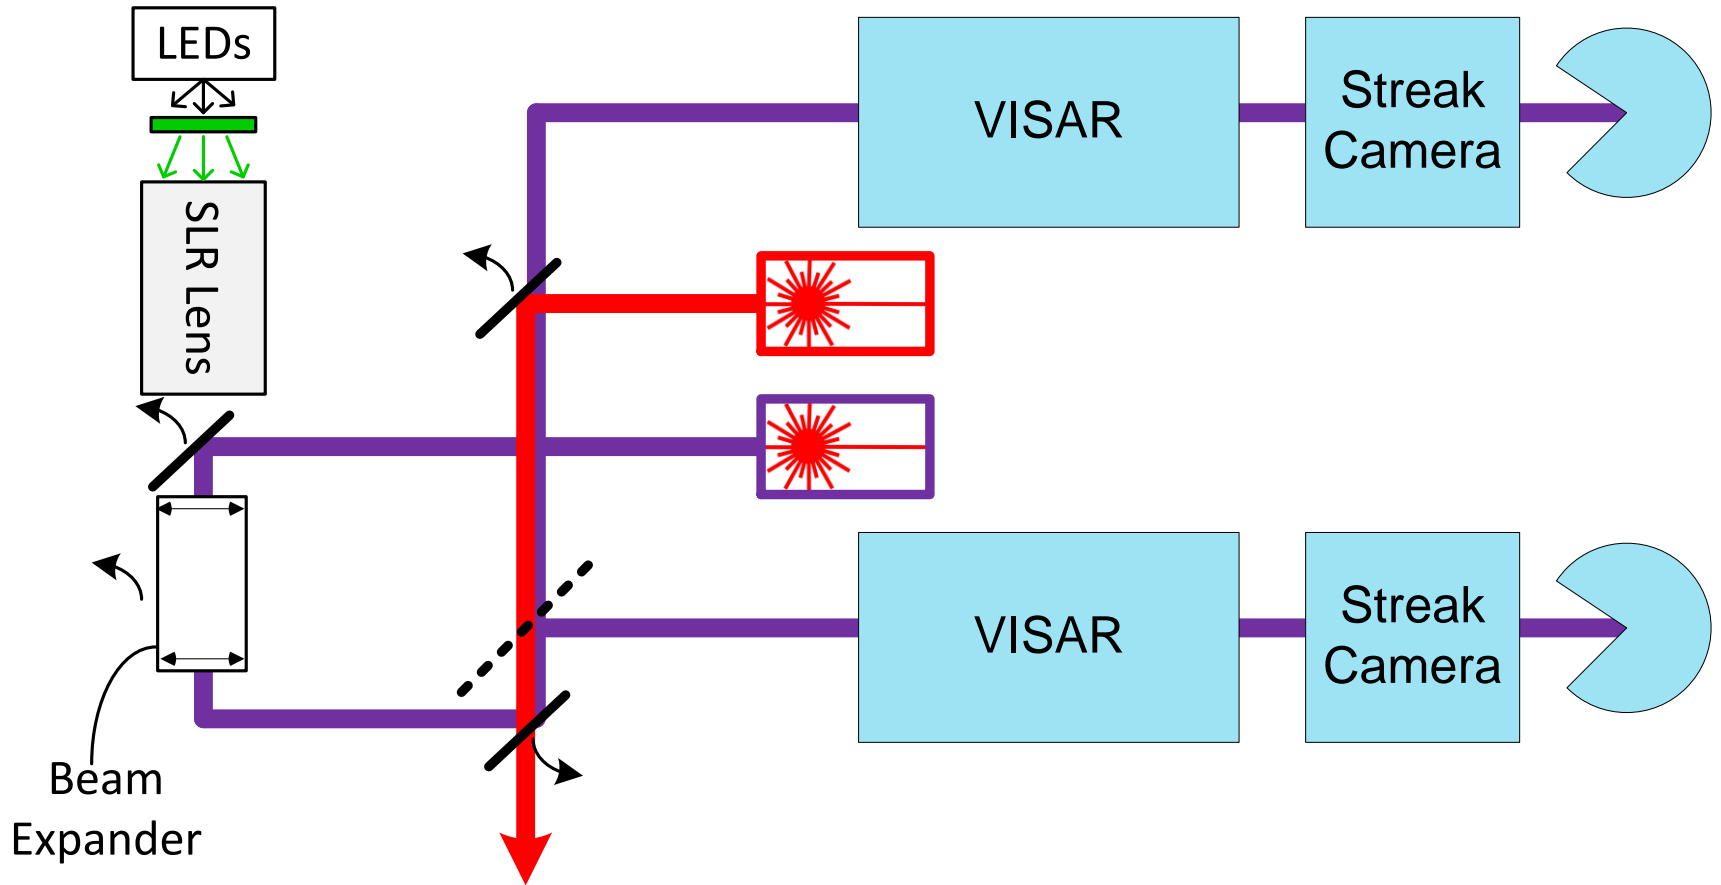 LEDs
SLR Lens
VISAR
Streak
Camera
VISAR
Streak
Camera
Beam
Expander